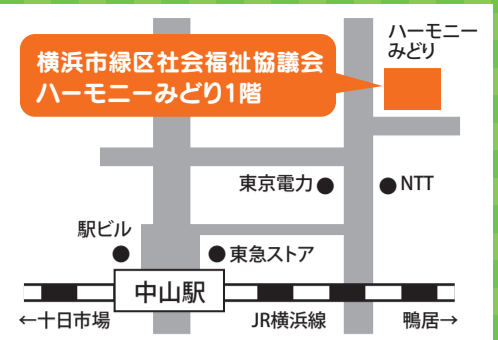 ハーモニー
みどり
横浜市緑区社会福祉協議会
ハーモニーみどり1階
東京電力
NTT
駅ビル
東急ストア
中山駅
←十日市場
JR横浜線
鴨居→